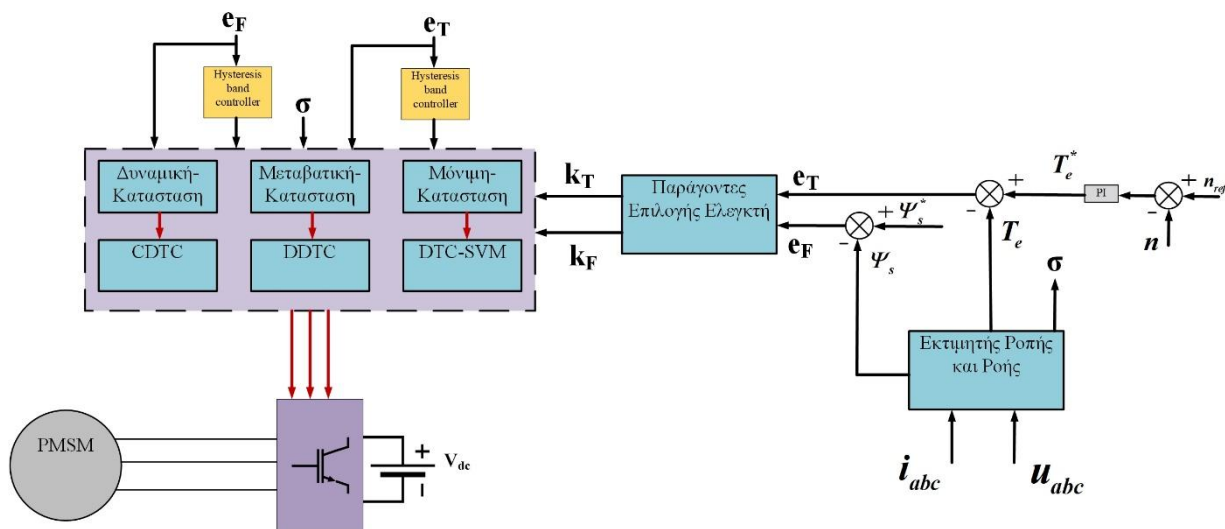 e_F
e_T
Hysteresis
band
controller
σ
Hysteresis
band
controller
Δυναμική-
Κατασταση
Μεταβατική-
Κατασταση
Μόνιμη-
Κατασταση
CDTC
DDTC
DTC-SVM
k_T
k_F
Παράγοντες
Επιλογής Ελεγκτή
e_T
e_F
+
-
T_e^*
PI
+ n_ref
-
n
+ Ψ_s^*
-
Ψ_s
T_e
σ
Εκτιμητής Ροπής
και Ροής
i_abc
u_abc
PMSM
+
V_dc
-